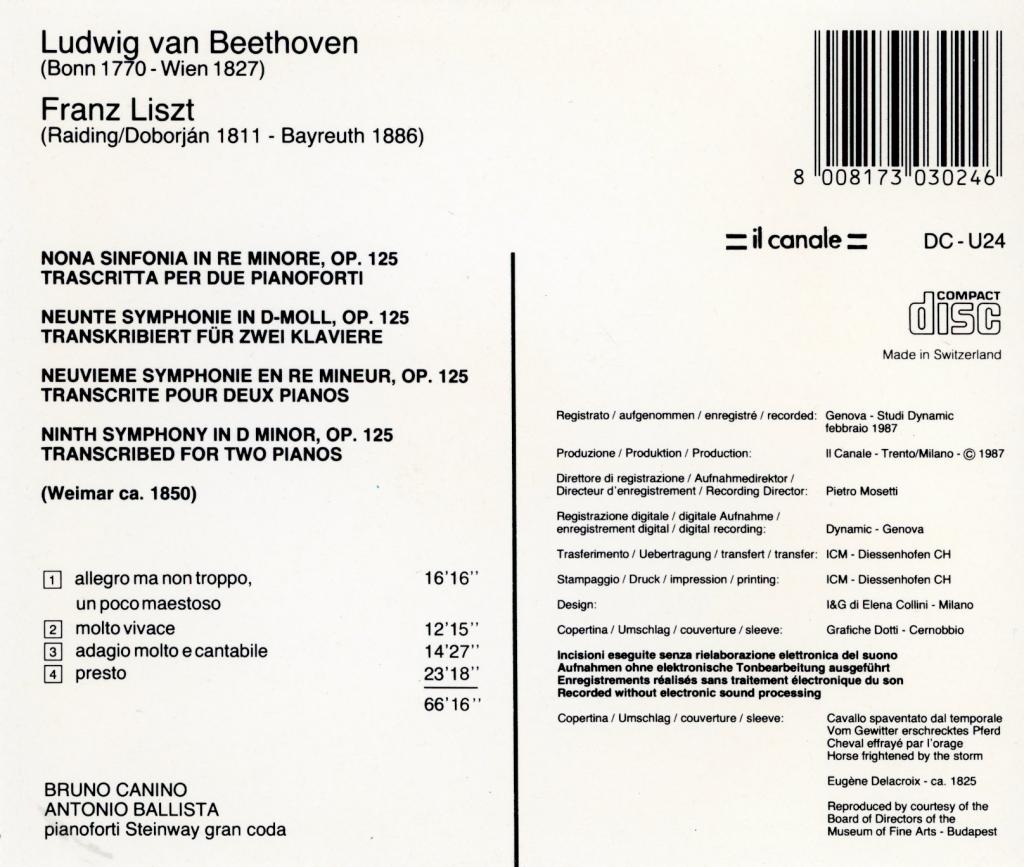 Ludwig van Beethoven
(Bonn 1770 - Wien 1827)
Franz Liszt
(Raiding/Doborján 1811 - Bayreuth 1886)
8 008173 030246
il canale
DC - U24
COMPACT
disc
Made in Switzerland
NONA SINFONIA IN RE MINORE, OP. 125
TRASCRITTA PER DUE PIANOFORTI
NEUNTE SYMPHONIE IN D-MOLL, OP. 125
TRANSKRIBIERT FÜR ZWEI KLAVIERE
NEUVIEME SYMPHONIE EN RE MINEUR, OP. 125
TRANSCRITE POUR DEUX PIANOS
NINTH SYMPHONY IN D MINOR, OP. 125
TRANSCRIBED FOR TWO PIANOS
(Weimar ca. 1850)
1 allegro ma non troppo, 16'16''
un poco maestoso
2 molto vivace 12'15''
3 adagio molto e cantabile 14'27''
4 presto 23'18''
66'16''
BRUNO CANINO
ANTONIO BALLISTA
pianoforti Steinway gran coda
Registrato / aufgenommen / enregistré / recorded: Genova - Studi Dynamic
febbraio 1987
Produzione / Produktion / Production: Il Canale - Trento/Milano - © 1987
Direttore di registrazione / Aufnahmedirektor /
Directeur d'enregistrement / Recording Director: Pietro Mosetti
Registrazione digitale / digitale Aufnahme /
enregistrement digital / digital recording: Dynamic - Genova
Trasferimento / Uebertragung / transfert / transfer: ICM - Diessenhofen CH
Stampaggio / Druck / impression / printing: ICM - Diessenhofen CH
Design: I&G di Elena Collini - Milano
Copertina / Umschlag / couverture / sleeve: Grafiche Dotti - Cernobbio
Incisioni eseguite senza rielaborazione elettronica del suono
Aufnahmen ohne elektronische Tonbearbeitung ausgeführt
Enregistrements réalisés sans traitement électronique du son
Recorded without electronic sound processing
Copertina / Umschlag / couverture / sleeve: Cavallo spaventato dal temporale
Vom Gewitter erschrecktes Pferd
Cheval effrayé par l'orage
Horse frightened by the storm
Eugène Delacroix - ca. 1825
Reproduced by courtesy of the
Board of Directors of the
Museum of Fine Arts - Budapest